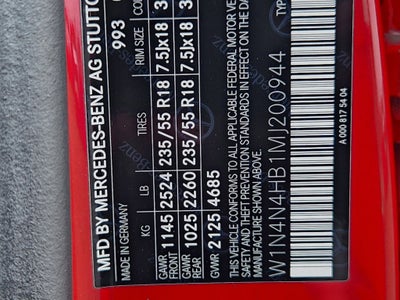 MFD BY MERCEDES-BENZ AG STUTTG
MADE IN GERMANY
993
KG LB TIRES RIM SIZE CO
GAWR FRONT 1145 2524 235/55 R18 7.5Jx18
GAWR REAR 1025 2260 235/55 R18 7.5Jx18
GVWR 2125 4685
THIS VEHICLE CONFORMS TO ALL APPLICABLE FEDERAL MOTOR VE
SAFETY THEFT PREVENTION STANDARDS IN EFFECT ON THE DA
MANUFACTURE SHOWN ABOVE.
W1N4N4HB1MJ200944 TYP
A 000 817 54 04